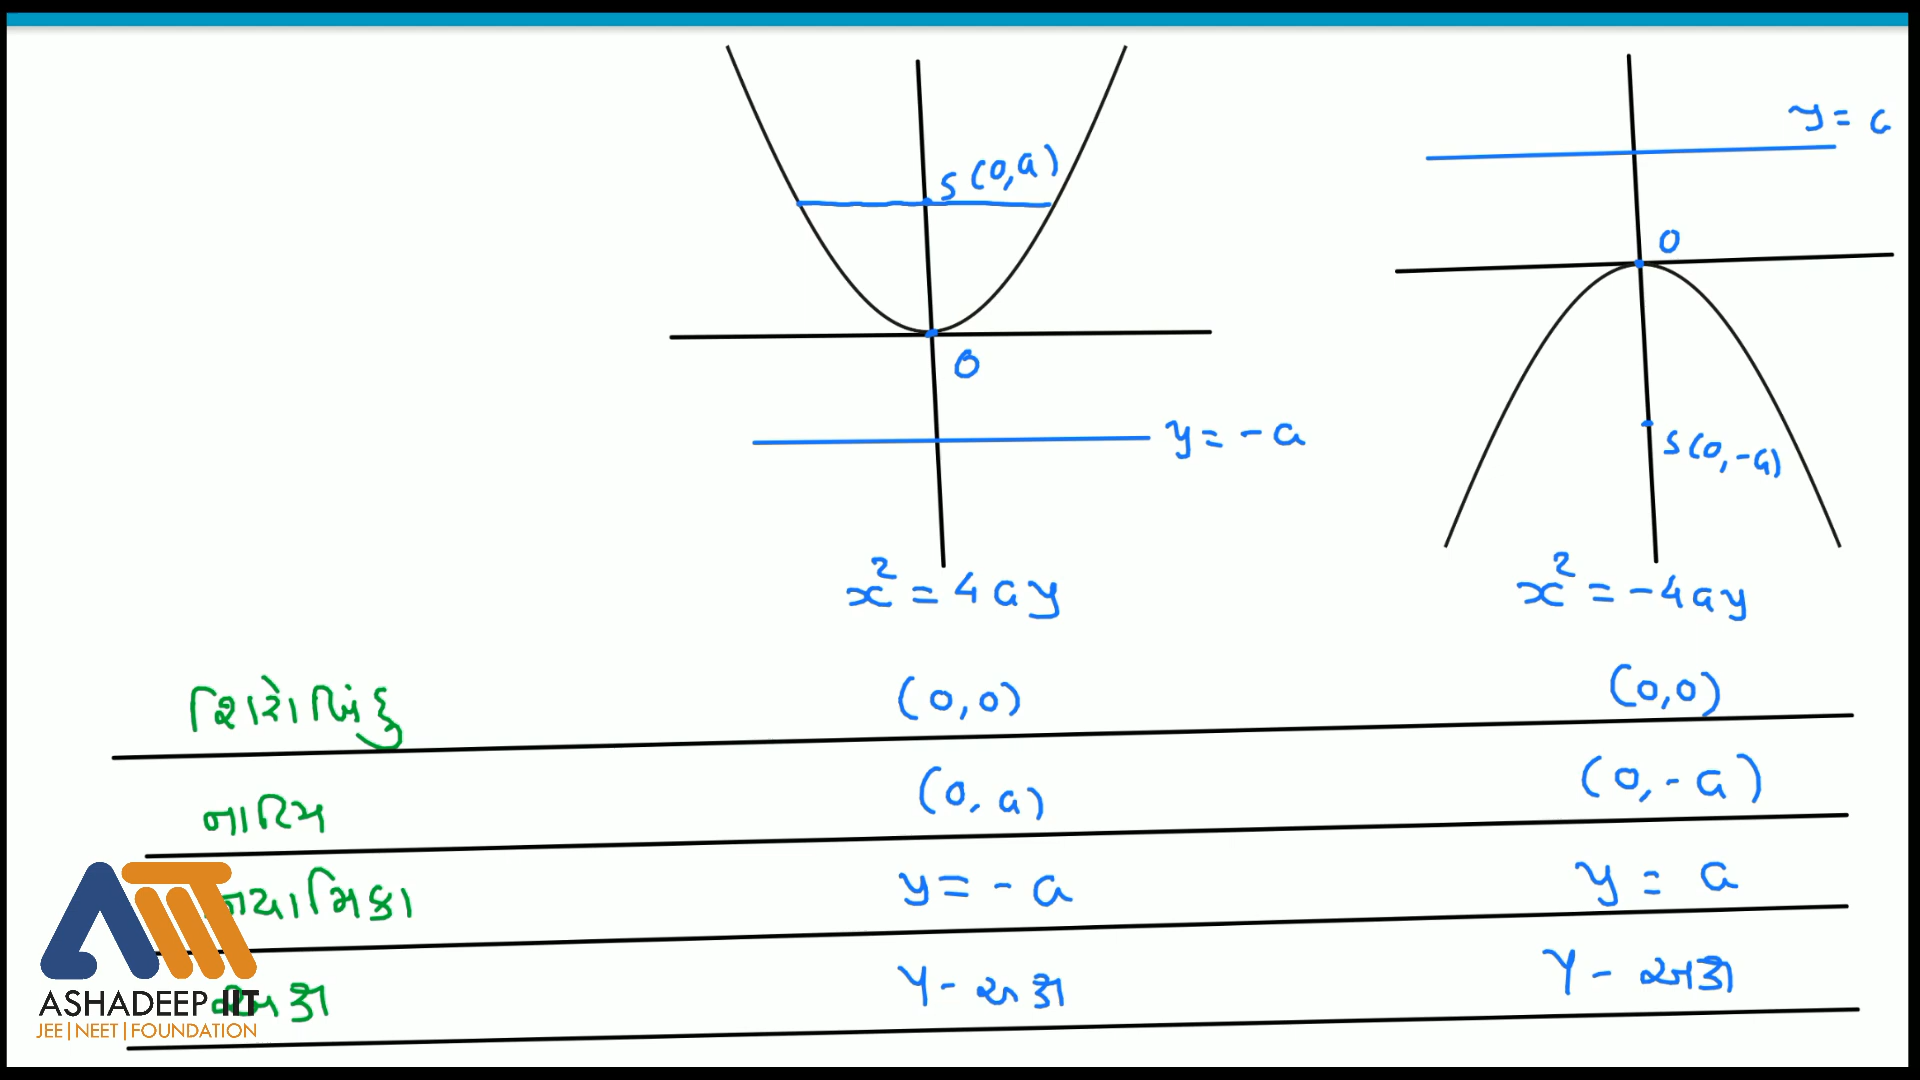 y = a
S(0,a)
O
O
y = -a
S(0,-a)
x² = 4ay
x² = -4ay
શિરોબિંદુ (0,0) (0,0)
નાભિ (0,a) (0,-a)
y = -a y = a
અક્ષ Y-અક્ષ Y-અક્ષ
ASHADEEP IIT
JEE|NEET|FOUNDATION